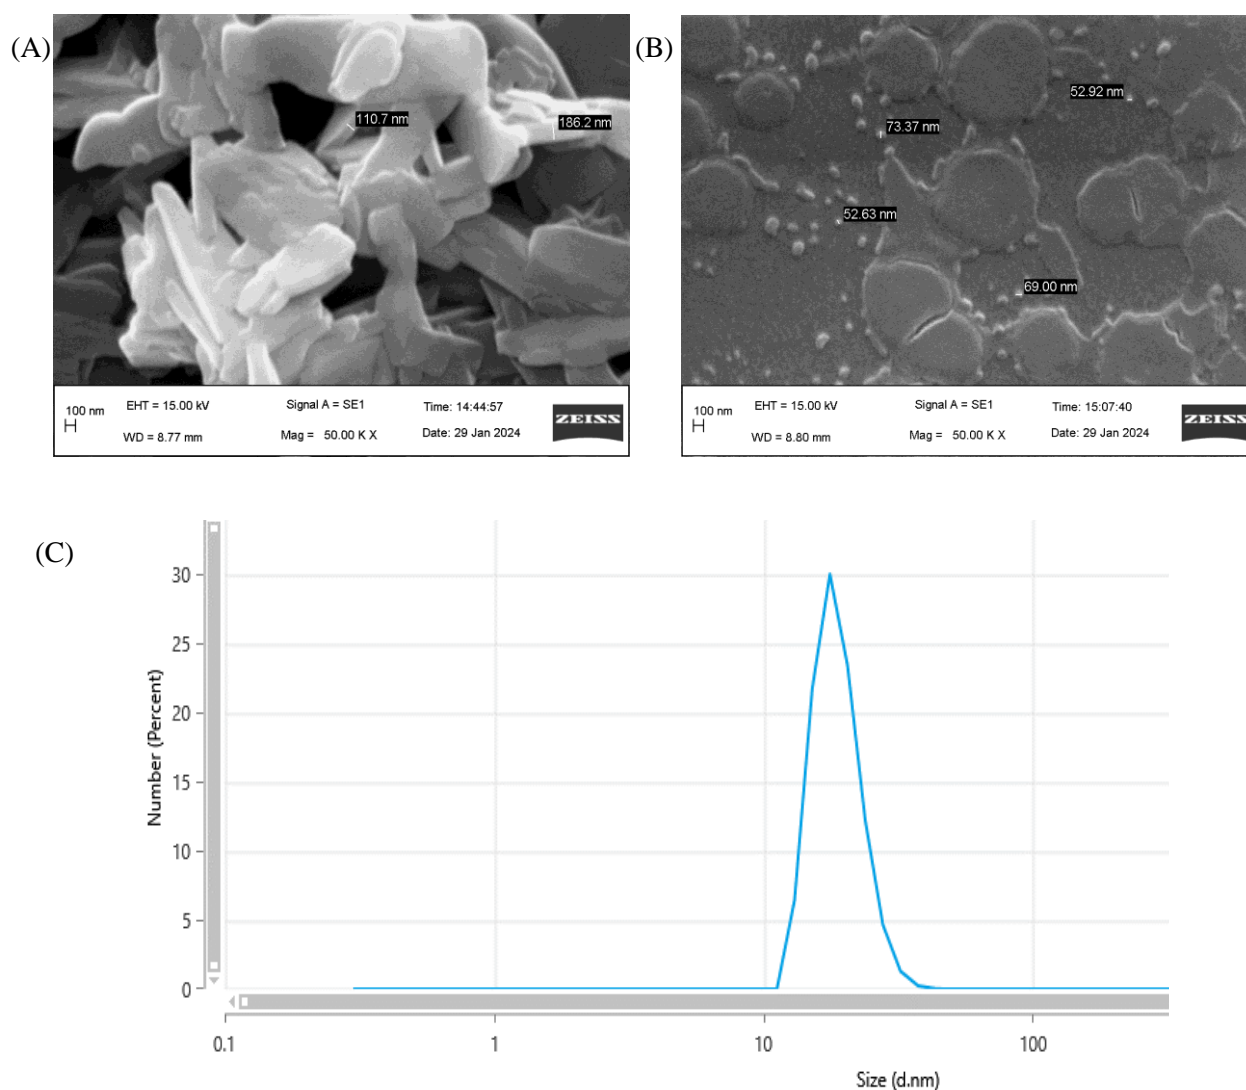 (A)
110.7 nm
186.2 nm
100 nm
EHT = 15.00 kV
Signal A = SE1
Time: 14:44:57
ZEISS
WD = 8.77 mm
Mag = 50.00 K X
Date: 29 Jan 2024
(B)
52.92 nm
73.37 nm
52.63 nm
69.00 nm
100 nm
EHT = 15.00 kV
Signal A = SE1
Time: 15:07:40
ZEISS
WD = 8.80 mm
Mag = 50.00 K X
Date: 29 Jan 2024
(C)
Number (Percent)
30
25
20
15
10
5
0
0.1
1
10
100
Size (d.nm)